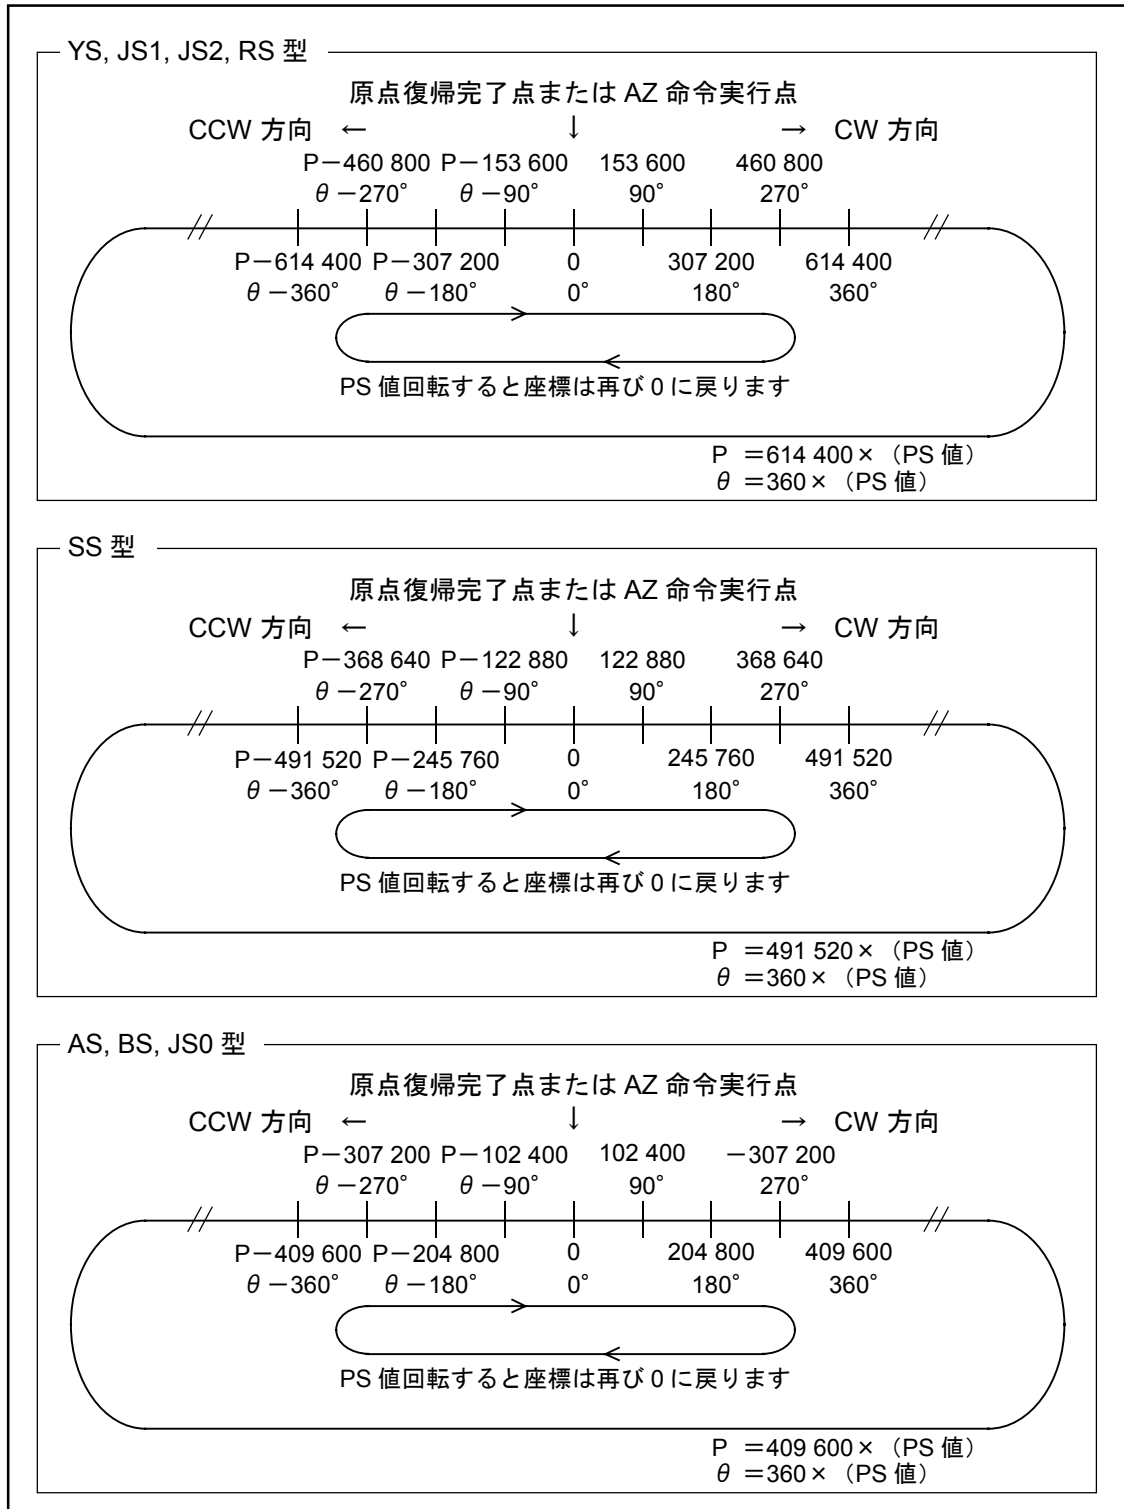 YS, JS1, JS2, RS 型
原点復帰完了点または AZ 命令実行点
CCW 方向 ← ↓ → CW 方向
P－460 800 P－153 600 153 600 460 800
θ－270° θ－90° 90° 270°
P－614 400 P－307 200 0 307 200 614 400
θ－360° θ－180° 0° 180° 360°
PS 値回転すると座標は再び 0 に戻ります
P ＝614 400×（PS 値）
θ ＝360×（PS 値）
SS 型
原点復帰完了点または AZ 命令実行点
CCW 方向 ← ↓ → CW 方向
P－368 640 P－122 880 122 880 368 640
θ－270° θ－90° 90° 270°
P－491 520 P－245 760 0 245 760 491 520
θ－360° θ－180° 0° 180° 360°
PS 値回転すると座標は再び 0 に戻ります
P ＝491 520×（PS 値）
θ ＝360×（PS 値）
AS, BS, JS0 型
原点復帰完了点または AZ 命令実行点
CCW 方向 ← ↓ → CW 方向
P－307 200 P－102 400 102 400 －307 200
θ－270° θ－90° 90° 270°
P－409 600 P－204 800 0 204 800 409 600
θ－360° θ－180° 0° 180° 360°
PS 値回転すると座標は再び 0 に戻ります
P ＝409 600×（PS 値）
θ ＝360×（PS 値）